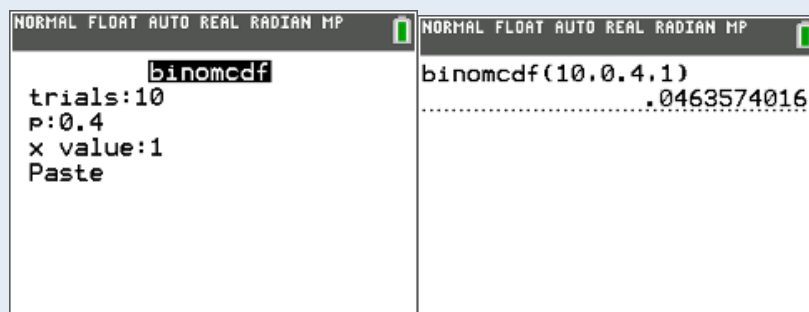 NORMAL FLOAT AUTO REAL RADIAN MP
binomcdf
trials:10
p:0.4
x value:1
Paste
NORMAL FLOAT AUTO REAL RADIAN MP
binomcdf(10,0.4,1)
.0463574016